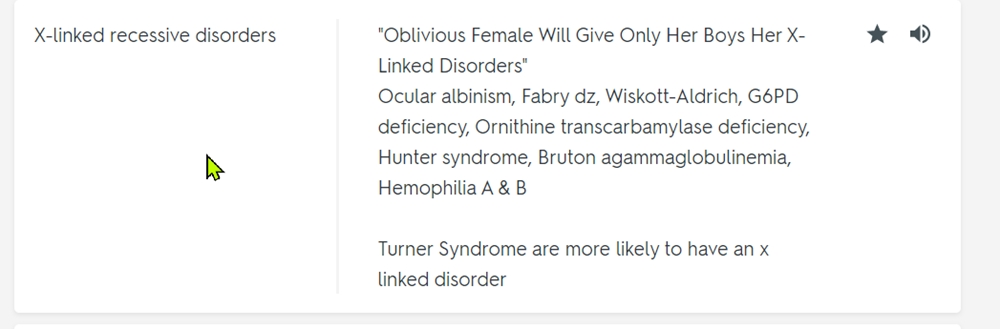 X-linked recessive disorders
"Oblivious Female Will Give Only Her Boys Her X-
Linked Disorders"
Ocular albinism, Fabry dz, Wiskott-Aldrich, G6PD
deficiency, Ornithine transcarbamylase deficiency,
Hunter syndrome, Bruton agammaglobulinemia,
Hemophilia A & B
Turner Syndrome are more likely to have an x
linked disorder